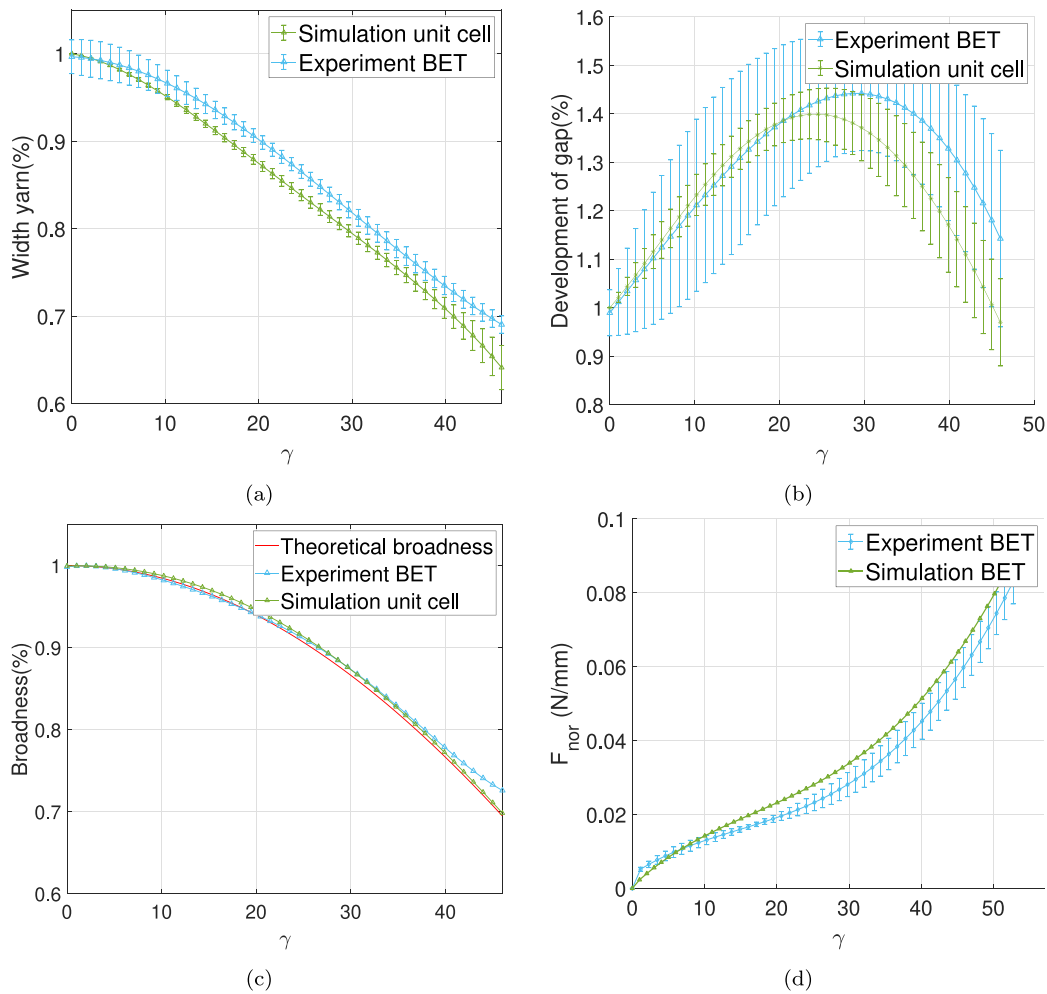 1
0.9
0.8
0.7
0.6
Width yarn(%)
0
10
20
30
40
γ
Simulation unit cell
Experiment BET
(a)
1.6
1.5
1.4
1.3
1.2
1.1
1
0.9
0.8
Development of gap(%)
0
10
20
30
40
50
γ
Experiment BET
Simulation unit cell
(b)
1
0.9
0.8
0.7
0.6
Broadness(%)
0
10
20
30
40
γ
Theoretical broadness
Experiment BET
Simulation unit cell
(c)
0.1
0.08
0.06
0.04
0.02
0
F_nor (N/mm)
0
10
20
30
40
50
γ
Experiment BET
Simulation BET
(d)